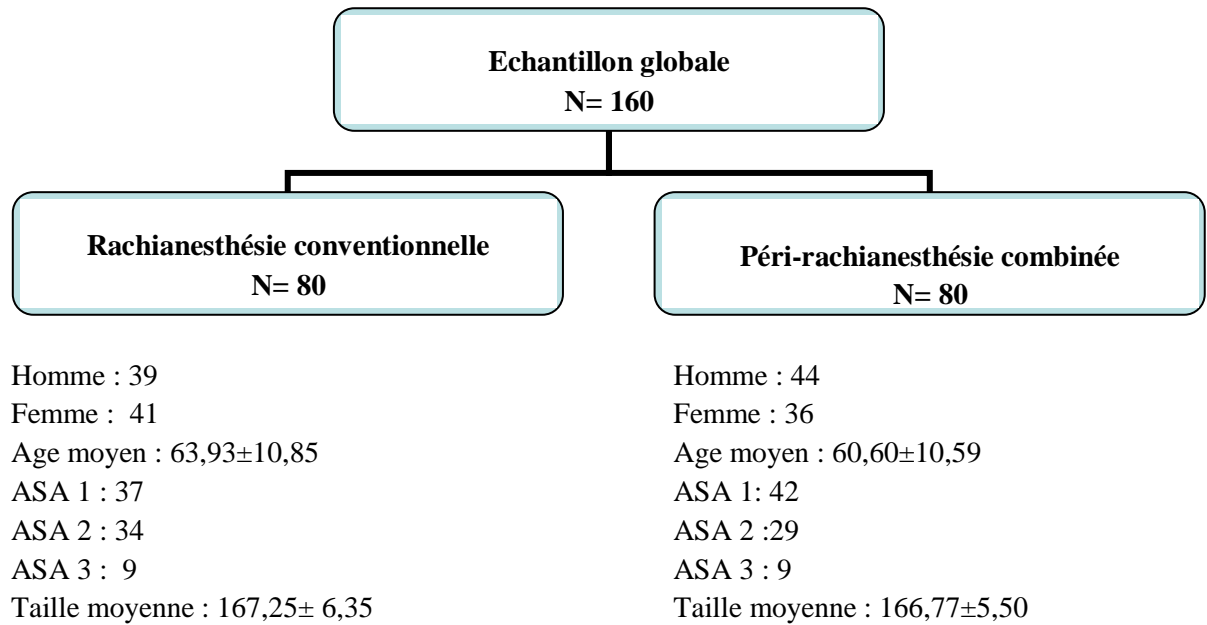 Echantillon globale
N= 160
Rachianesthésie conventionnelle
N= 80
Péri-rachianesthésie combinée
N= 80
Homme : 39
Femme :  41
Age moyen : 63,93±10,85
ASA 1 : 37
ASA 2 : 34
ASA 3 :  9
Taille moyenne : 167,25± 6,35
Homme : 44
Femme : 36
Age moyen : 60,60±10,59
ASA 1: 42
ASA 2 :29
ASA 3 : 9
Taille moyenne : 166,77±5,50